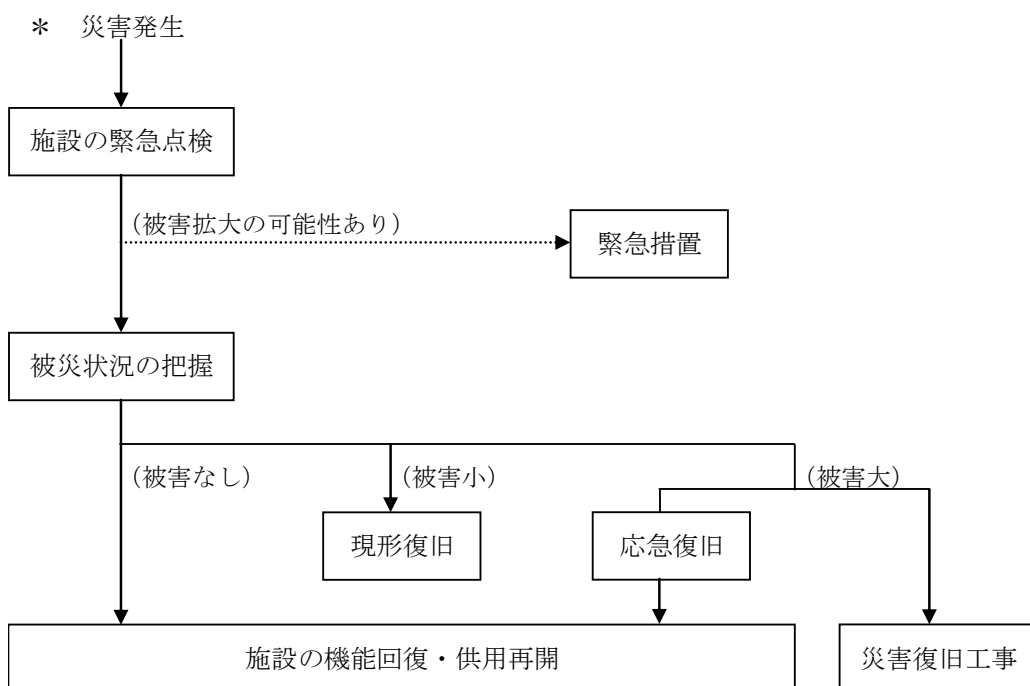 ＊　災害発生
施設の緊急点検
（被害拡大の可能性あり）
緊急措置
被災状況の把握
（被害なし）
（被害小）
（被害大）
現形復旧
応急復旧
施設の機能回復・供用再開
災害復旧工事